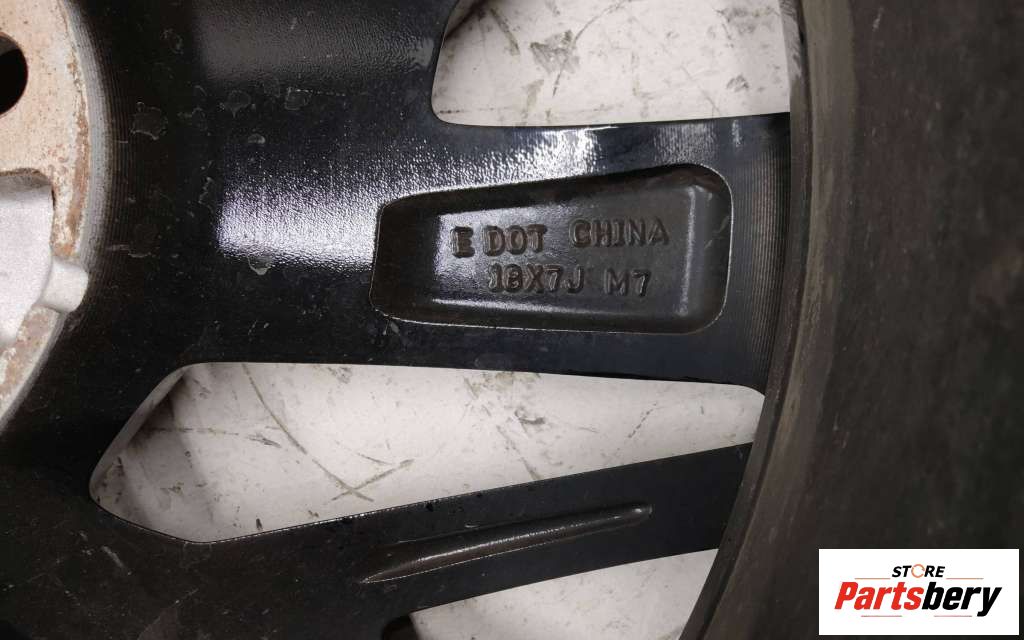 E DOT CHINA
18X7J M7
STORE
Partsbery